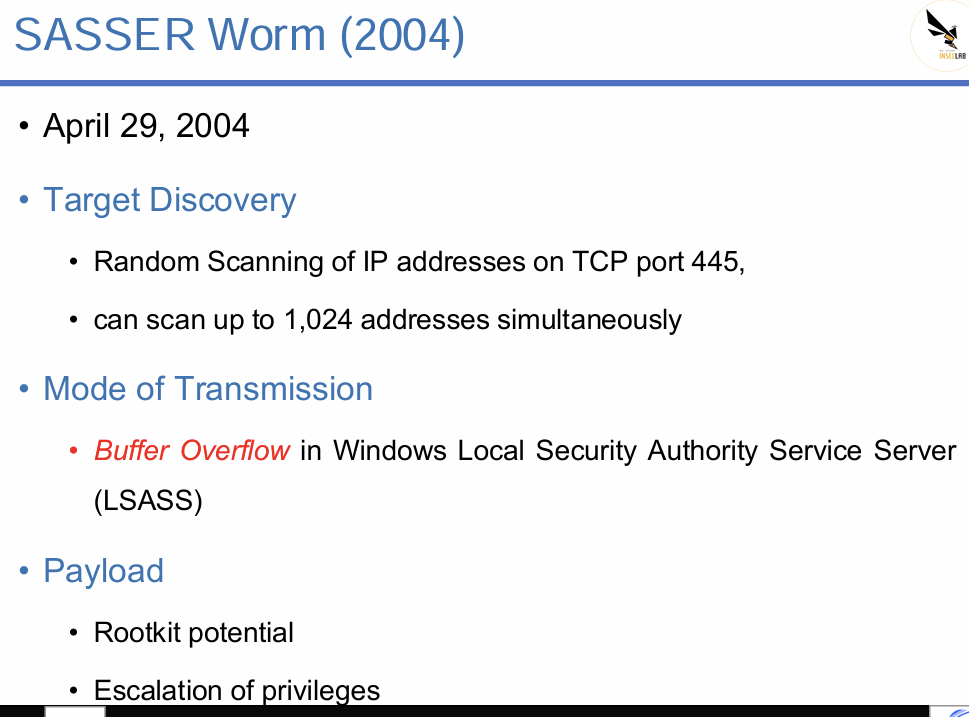 SASSER Worm (2004)
INSECLAB
• April 29, 2004
• Target Discovery
• Random Scanning of IP addresses on TCP port 445,
• can scan up to 1,024 addresses simultaneously
• Mode of Transmission
• Buffer Overflow in Windows Local Security Authority Service Server
(LSASS)
• Payload
• Rootkit potential
• Escalation of privileges